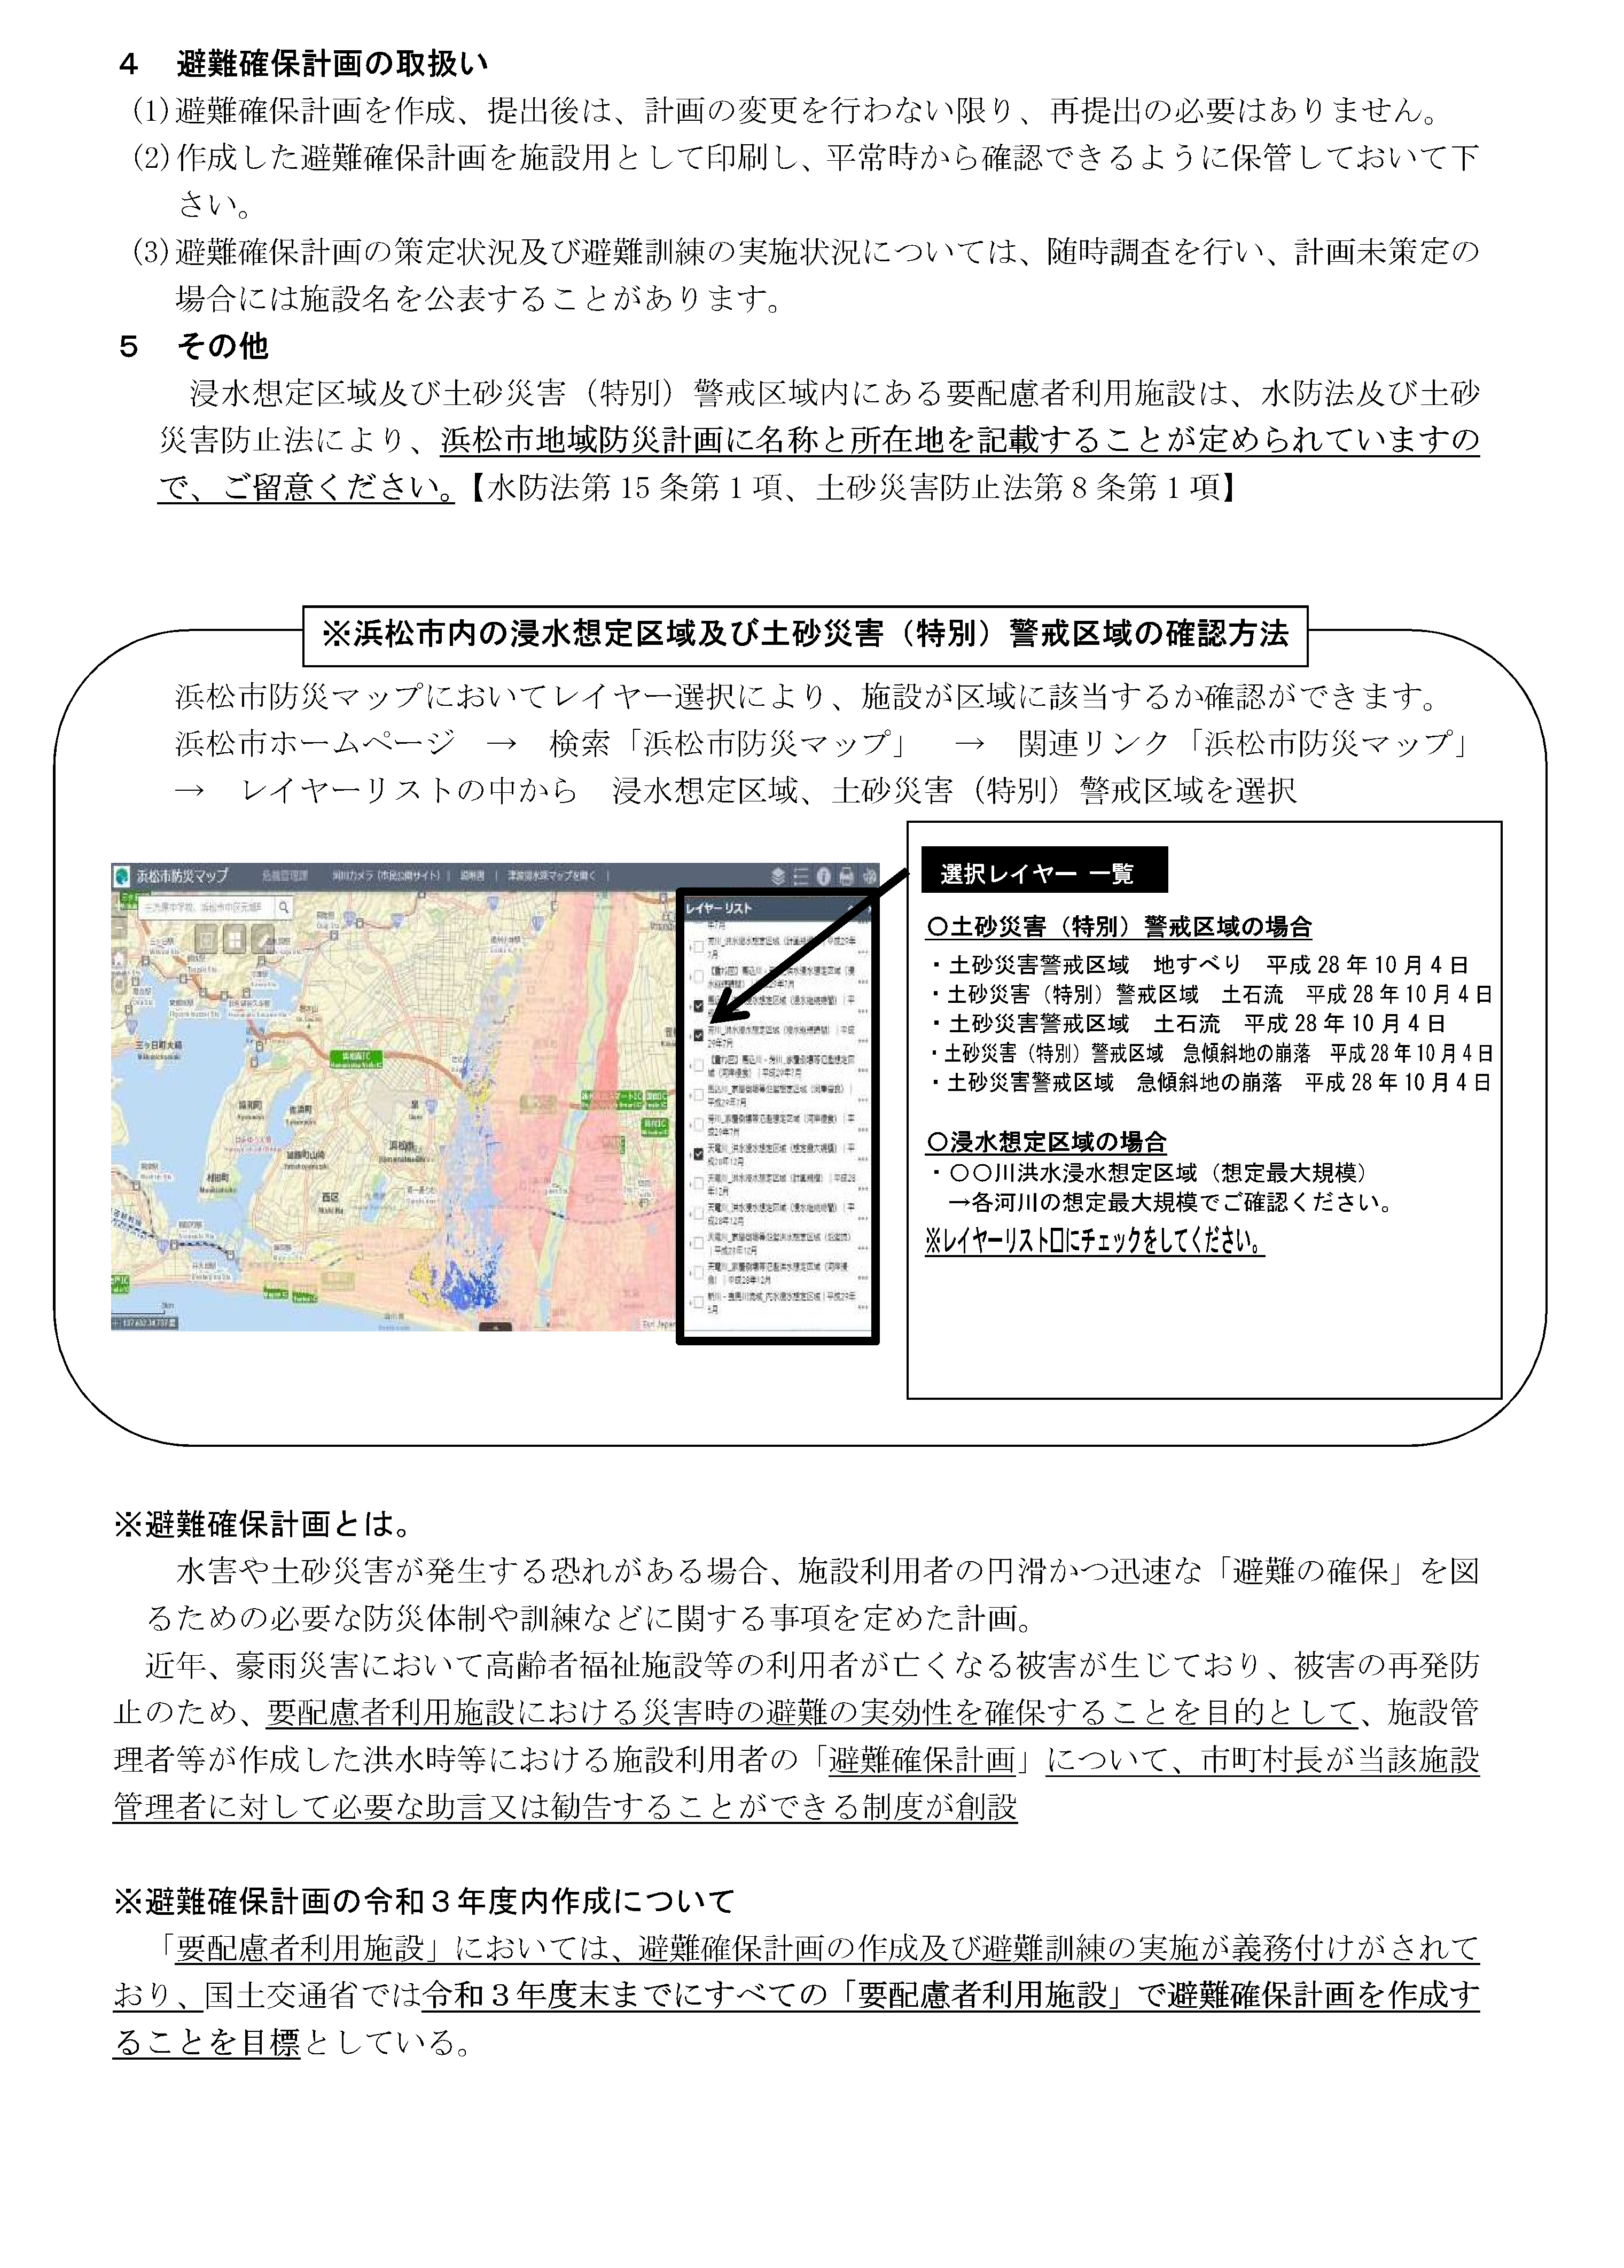 ４　避難確保計画の取扱い
(1)避難確保計画を作成、提出後は、計画の変更を行わない限り、再提出の必要はありません。
(2)作成した避難確保計画を施設用として印刷し、平常時から確認できるように保管しておいて下
さい。
(3)避難確保計画の策定状況及び避難訓練の実施状況については、随時調査を行い、計画未策定の
場合には施設名を公表することがあります。
５　その他
浸水想定区域及び土砂災害（特別）警戒区域内にある要配慮者利用施設は、水防法及び土砂
災害防止法により、浜松市地域防災計画に名称と所在地を記載することが定められていますの
で、ご留意ください。【水防法第 15 条第 1 項、土砂災害防止法第 8 条第 1 項】
※浜松市内の浸水想定区域及び土砂災害（特別）警戒区域の確認方法
浜松市防災マップにおいてレイヤー選択により、施設が区域に該当するか確認ができます。
浜松市ホームページ　→　検索「浜松市防災マップ」　→　関連リンク「浜松市防災マップ」
→　レイヤーリストの中から　浸水想定区域、土砂災害（特別）警戒区域を選択
浜松市防災マップ　危機管理課
レイヤーリスト
選択レイヤー 一覧
○土砂災害（特別）警戒区域の場合
・土砂災害警戒区域　地すべり　平成 28 年 10 月 4 日
・土砂災害（特別）警戒区域　土石流　平成 28 年 10 月 4 日
・土砂災害警戒区域　土石流　平成 28 年 10 月 4 日
・土砂災害（特別）警戒区域　急傾斜地の崩落　平成 28 年 10 月 4 日
・土砂災害警戒区域　急傾斜地の崩落　平成 28 年 10 月 4 日
○浸水想定区域の場合
・○○川洪水浸水想定区域（想定最大規模）
→各河川の想定最大規模でご確認ください。
※レイヤーリスト口にチェックをしてください。
※避難確保計画とは。
水害や土砂災害が発生する恐れがある場合、施設利用者の円滑かつ迅速な「避難の確保」を図
るための必要な防災体制や訓練などに関する事項を定めた計画。
近年、豪雨災害において高齢者福祉施設等の利用者が亡くなる被害が生じており、被害の再発防
止のため、要配慮者利用施設における災害時の避難の実効性を確保することを目的として、施設管
理者等が作成した洪水時等における施設利用者の「避難確保計画」について、市町村長が当該施設
管理者に対して必要な助言又は勧告することができる制度が創設
※避難確保計画の令和３年度内作成について
「要配慮者利用施設」においては、避難確保計画の作成及び避難訓練の実施が義務付けがされて
おり、国土交通省では令和３年度末までにすべての「要配慮者利用施設」で避難確保計画を作成す
ることを目標としている。